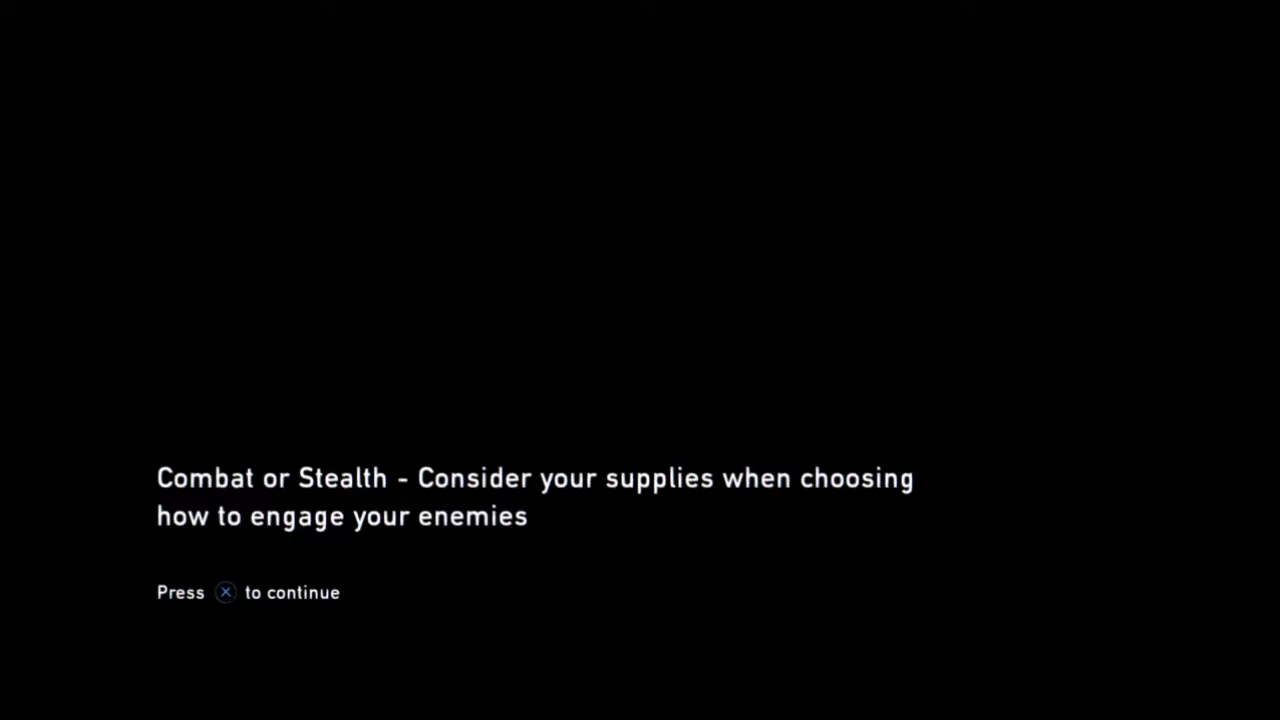 Combat or Stealth - Consider your supplies when choosing
how to engage your enemies
Press ⓧ to continue